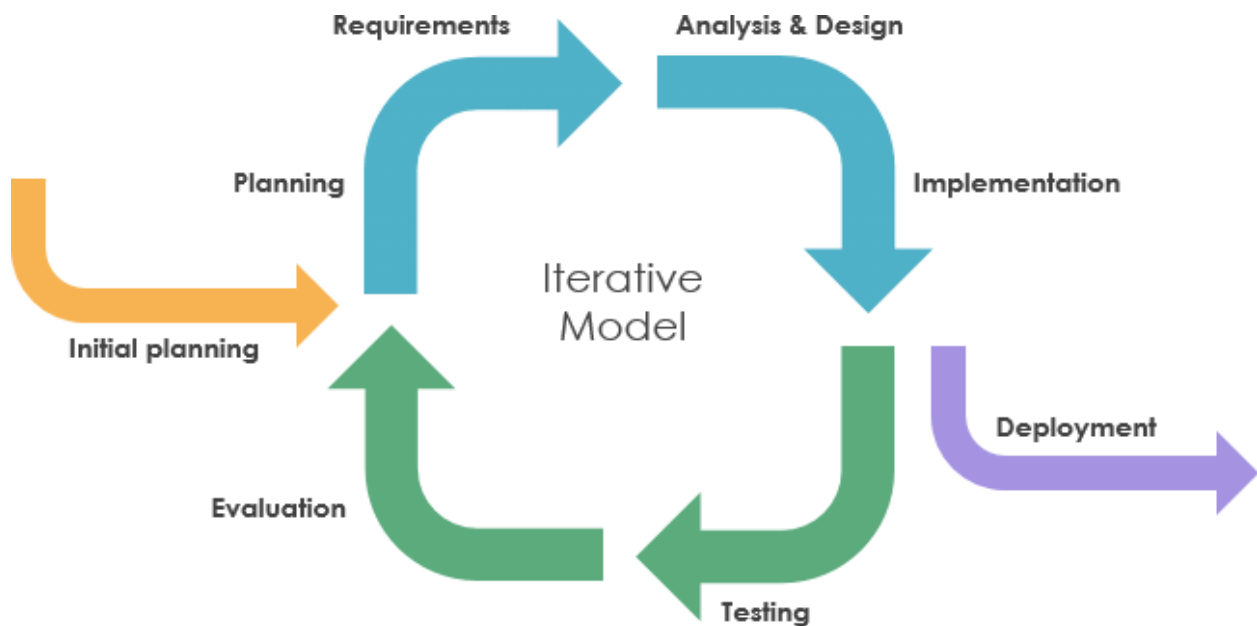 Requirements
Analysis & Design
Planning
Implementation
Iterative
Model
Initial planning
Deployment
Evaluation
Testing